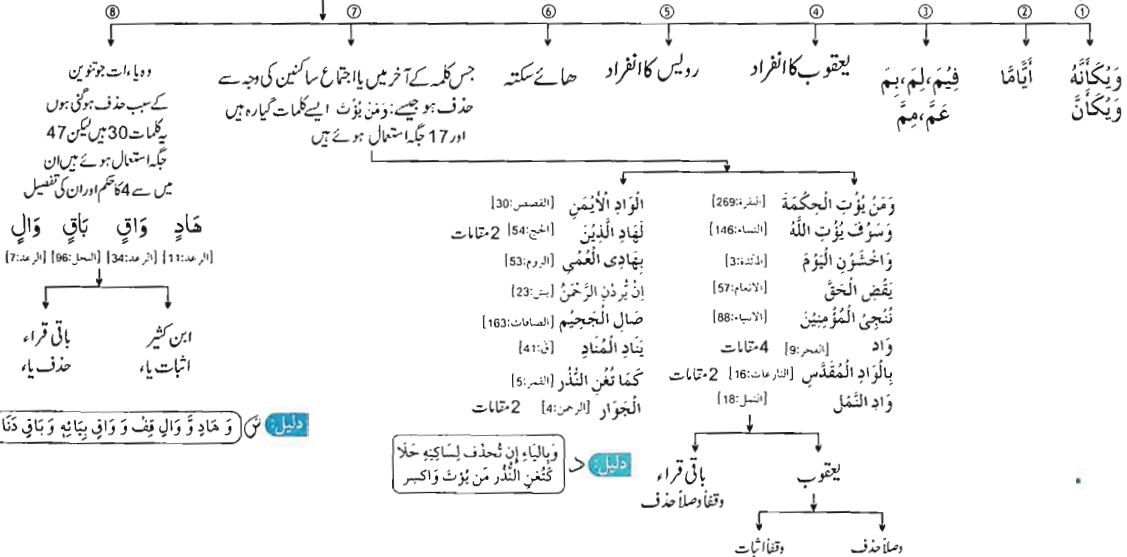 ① ② ③ ④ ⑤ ⑥ ⑦ ⑧
وَيْكَأَنَّهٗ
وَيْكَأَنَّ
أَيَّامَّا
فِيْمَ، لِمَ، بِمَ
عَمَّ، مِمَّ
یعقوب کا انفراد
رویس کا انفراد
ھائے سکتہ
جس کلمہ کے آخر میں یا اجتماع ساکنین کی وجہ سے
حذف ہو جیسے: وَمَنْ يُؤْتَ ایسے کلمات گیارہ ہیں
اور 17 جگہ استعمال ہوئے ہیں
وہ یاءات جو تنوین
کے سبب حذف ہوگئی ہوں
یہ کلمات 30 ہیں لیکن 47
جگہ استعمال ہوئے ہیں ان
میں سے 4 کا حکم اور ان کی تفصیل
هَادٍ وَاقٍ بَاقٍ وَالٍ
[الرعد:11] [الرعد:34] [النحل:96] [الرعد:7]
ابن کثیر
اثبات یاء
باقی قراء
حذف یاء
دلیل: ش وَ هَادٍ وَّ وَالٍ قِفْ وَ وَاقٍ بِيَائِهٖ وَ بَاقٍ دَنَا
وَمَنْ يُّؤْتِ الْحِكْمَةَ [البقرة:269]
وَسَوْفَ يُؤْتِ اللّٰهُ [النساء:146]
وَاخْشَوْنِ الْيَوْمَ [المائدة:3]
يَقْضِ الْحَقَّ [الانعام:57]
نُنْجِيْ الْمُؤْمِنِيْنَ [الانبياء:88]
وَاد [الفجر:9] 4 مقامات
بِالْوَادِ الْمُقَدَّسِ [النازعات:16] 2 مقامات
وَادِ النَّمْل [النمل:18]
الْوَادِ الْأَيْمَنِ [القصص:30]
لَهَادِ الَّذِيْنَ [الحج:54] 2 مقامات
بِهَادِی الْعُمْيِ [الروم:53]
اِنْ يُّرِدْنِ الرَّحْمٰنُ [يس:23]
صَالِ الْجَحِيْم [الصافات:163]
يَنَادِ الْمُنَادِ [ق:41]
كَمَا تُغْنِ النُّذُر [القمر:5]
الْجَوَار [الرحمن:4] 2 مقامات
یعقوب
باقی قراء
وقفاً وصلاً حذف
وصلاً حذف
وقفاً اثبات
دلیل: د وَبِالْيَاءِ إِن تُحْذَف لِسَاكِنِهِ حَلَا
كَتُغْنِ النُّذُر مَن يُؤْتَ وَاكْسِر